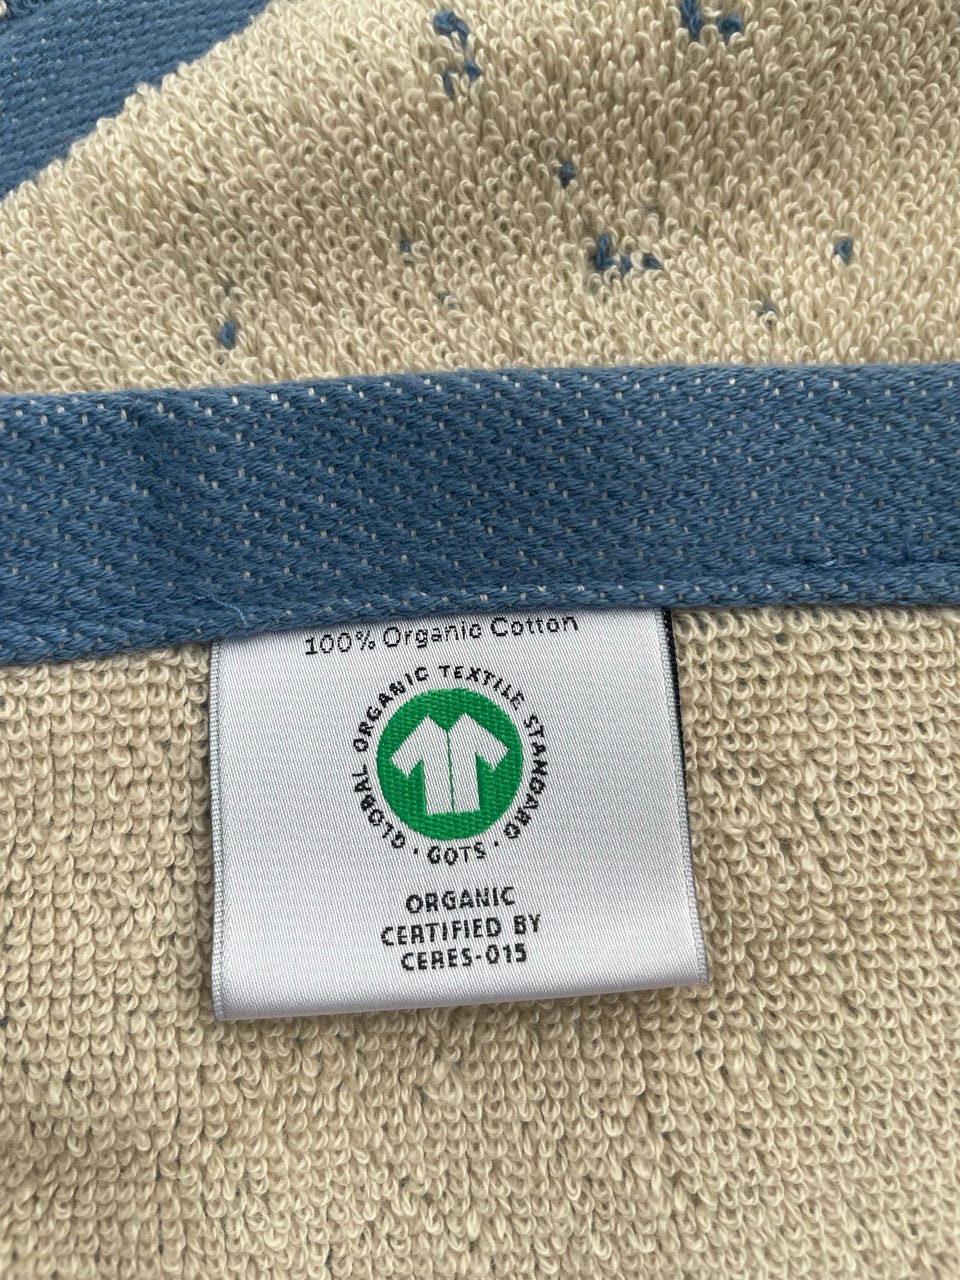 100% Organic Cotton
GLOBAL ORGANIC TEXTILE STANDARD · GOTS ·
ORGANIC
CERTIFIED BY
CERES-015